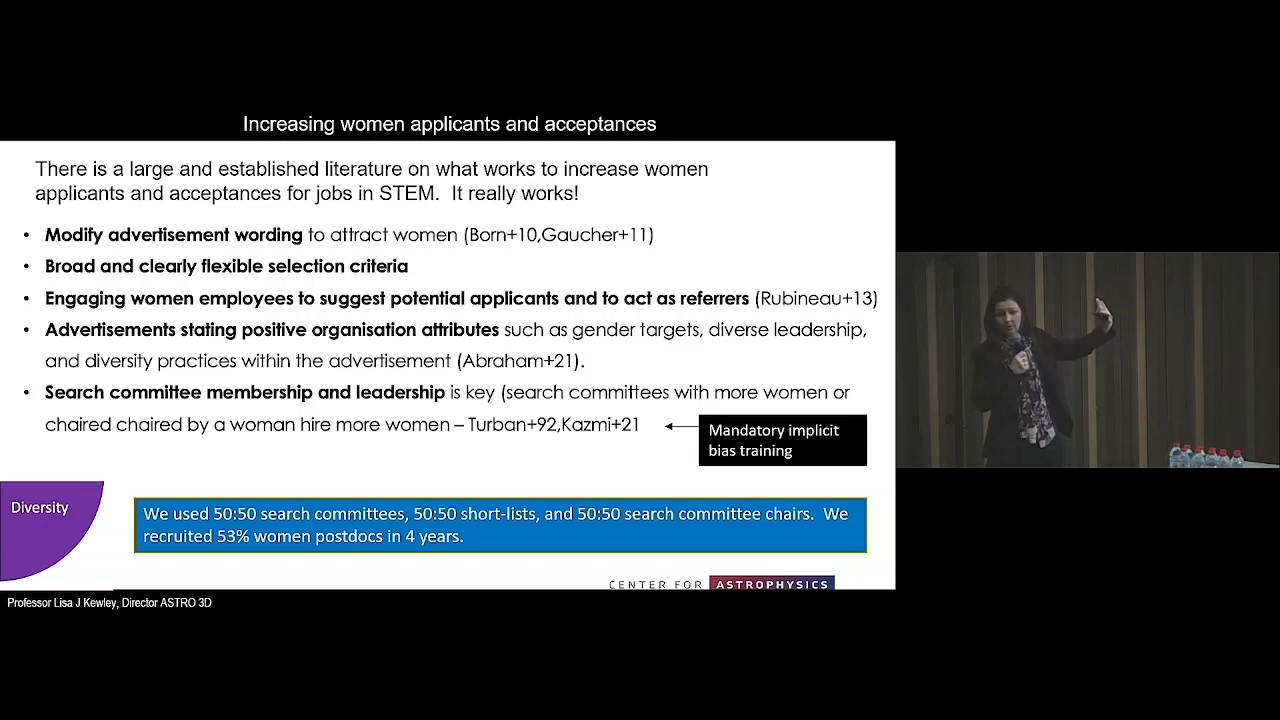 Increasing women applicants and acceptances
There is a large and established literature on what works to increase women
applicants and acceptances for jobs in STEM.  It really works!
• Modify advertisement wording to attract women (Born+10,Gaucher+11)
• Broad and clearly flexible selection criteria
• Engaging women employees to suggest potential applicants and to act as referrers (Rubineau+13)
• Advertisements stating positive organisation attributes such as gender targets, diverse leadership,
and diversity practices within the advertisement (Abraham+21).
• Search committee membership and leadership is key (search committees with more women or
chaired chaired by a woman hire more women – Turban+92,Kazmi+21
Mandatory implicit
bias training
Diversity
We used 50:50 search committees, 50:50 short-lists, and 50:50 search committee chairs.  We
recruited 53% women postdocs in 4 years.
CENTER FOR ASTROPHYSICS
Professor Lisa J Kewley, Director ASTRO 3D